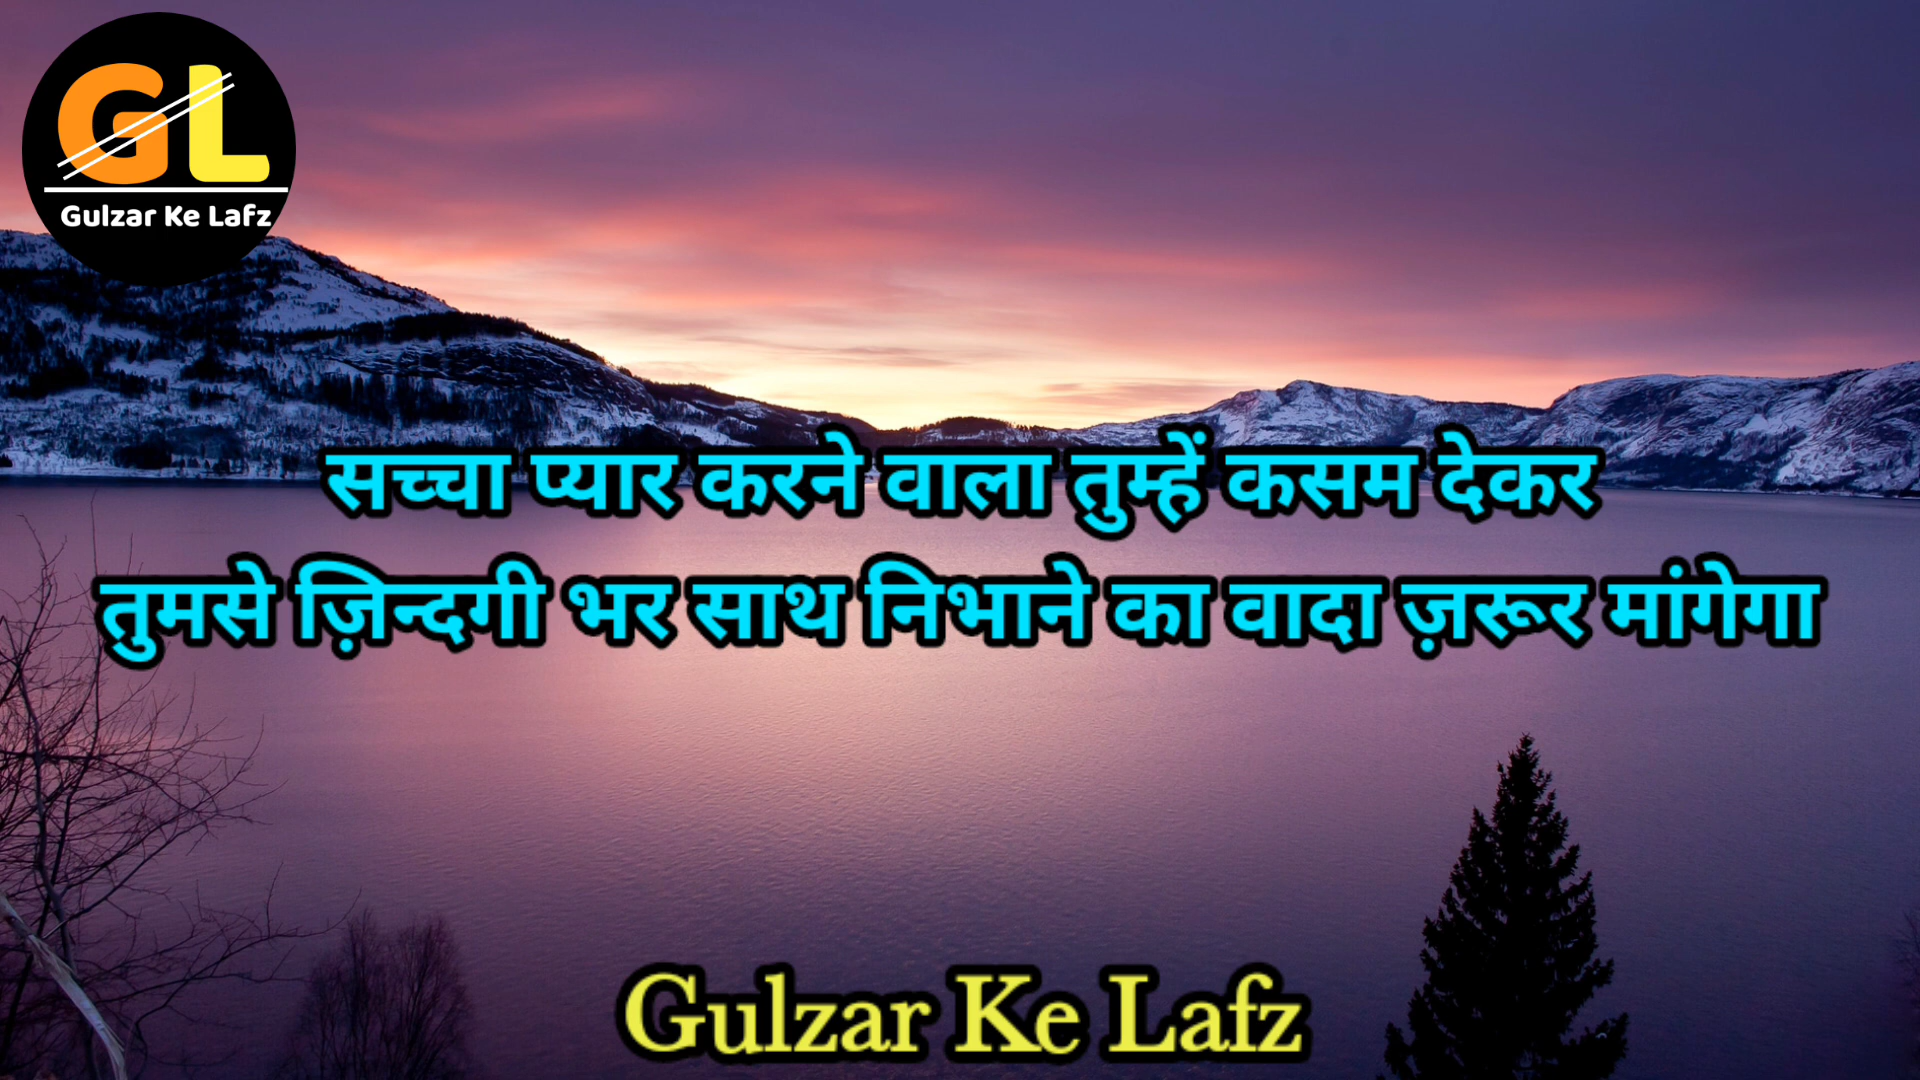 GL
Gulzar Ke Lafz
सच्चा प्यार करने वाला तुम्हें कसम देकर
तुमसे ज़िन्दगी भर साथ निभाने का वादा ज़रूर मांगेगा
Gulzar Ke Lafz